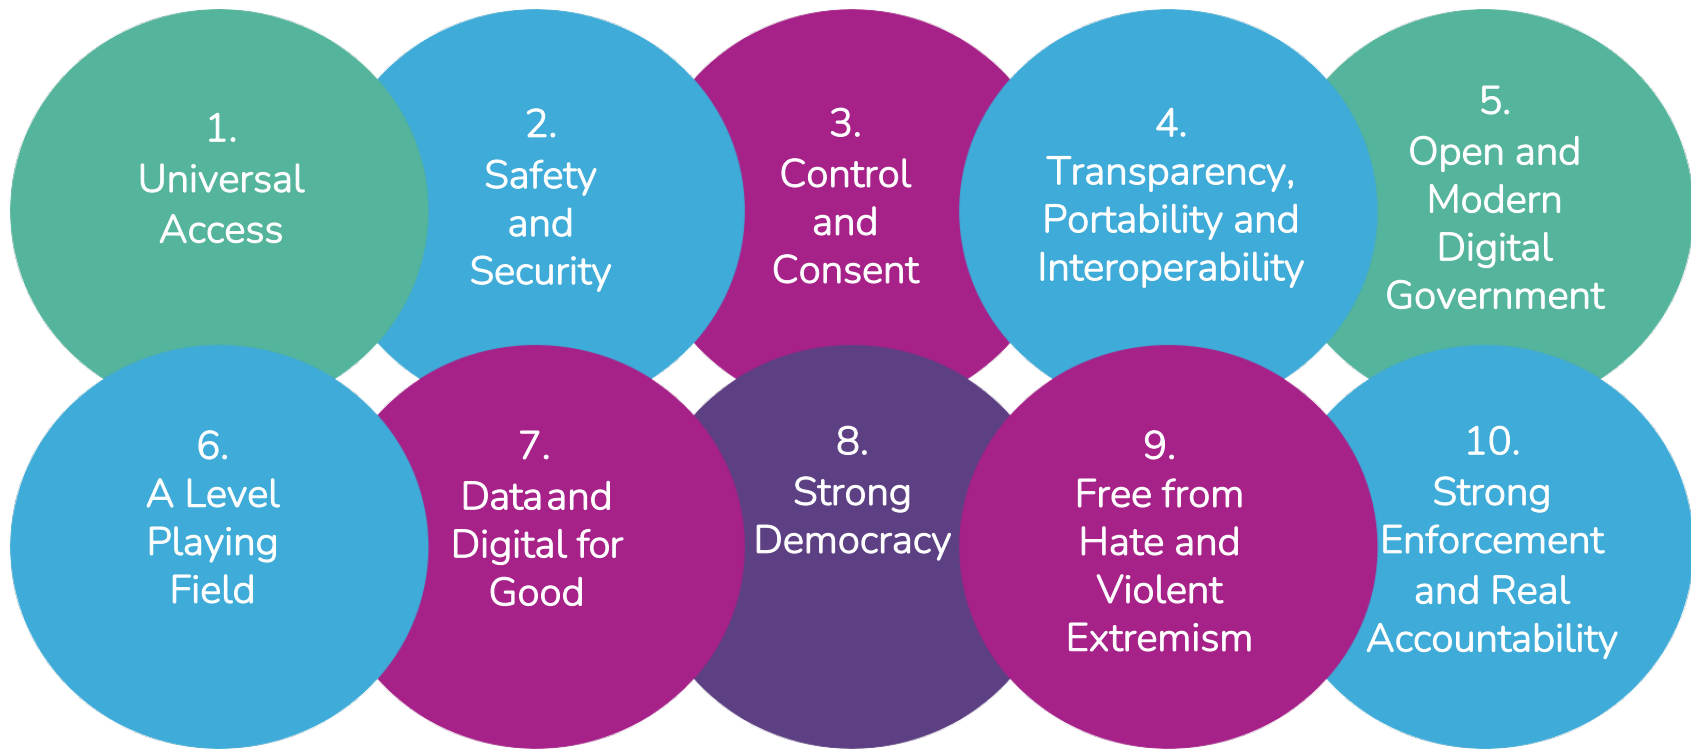 1.
Universal
Access
2.
Safety
and
Security
3.
Control
and
Consent
4.
Transparency,
Portability and
Interoperability
5.
Open and
Modern
Digital
Government
6.
A Level
Playing
Field
7.
Data and
Digital for
Good
8.
Strong
Democracy
9.
Free from
Hate and
Violent
Extremism
10.
Strong
Enforcement
and Real
Accountability